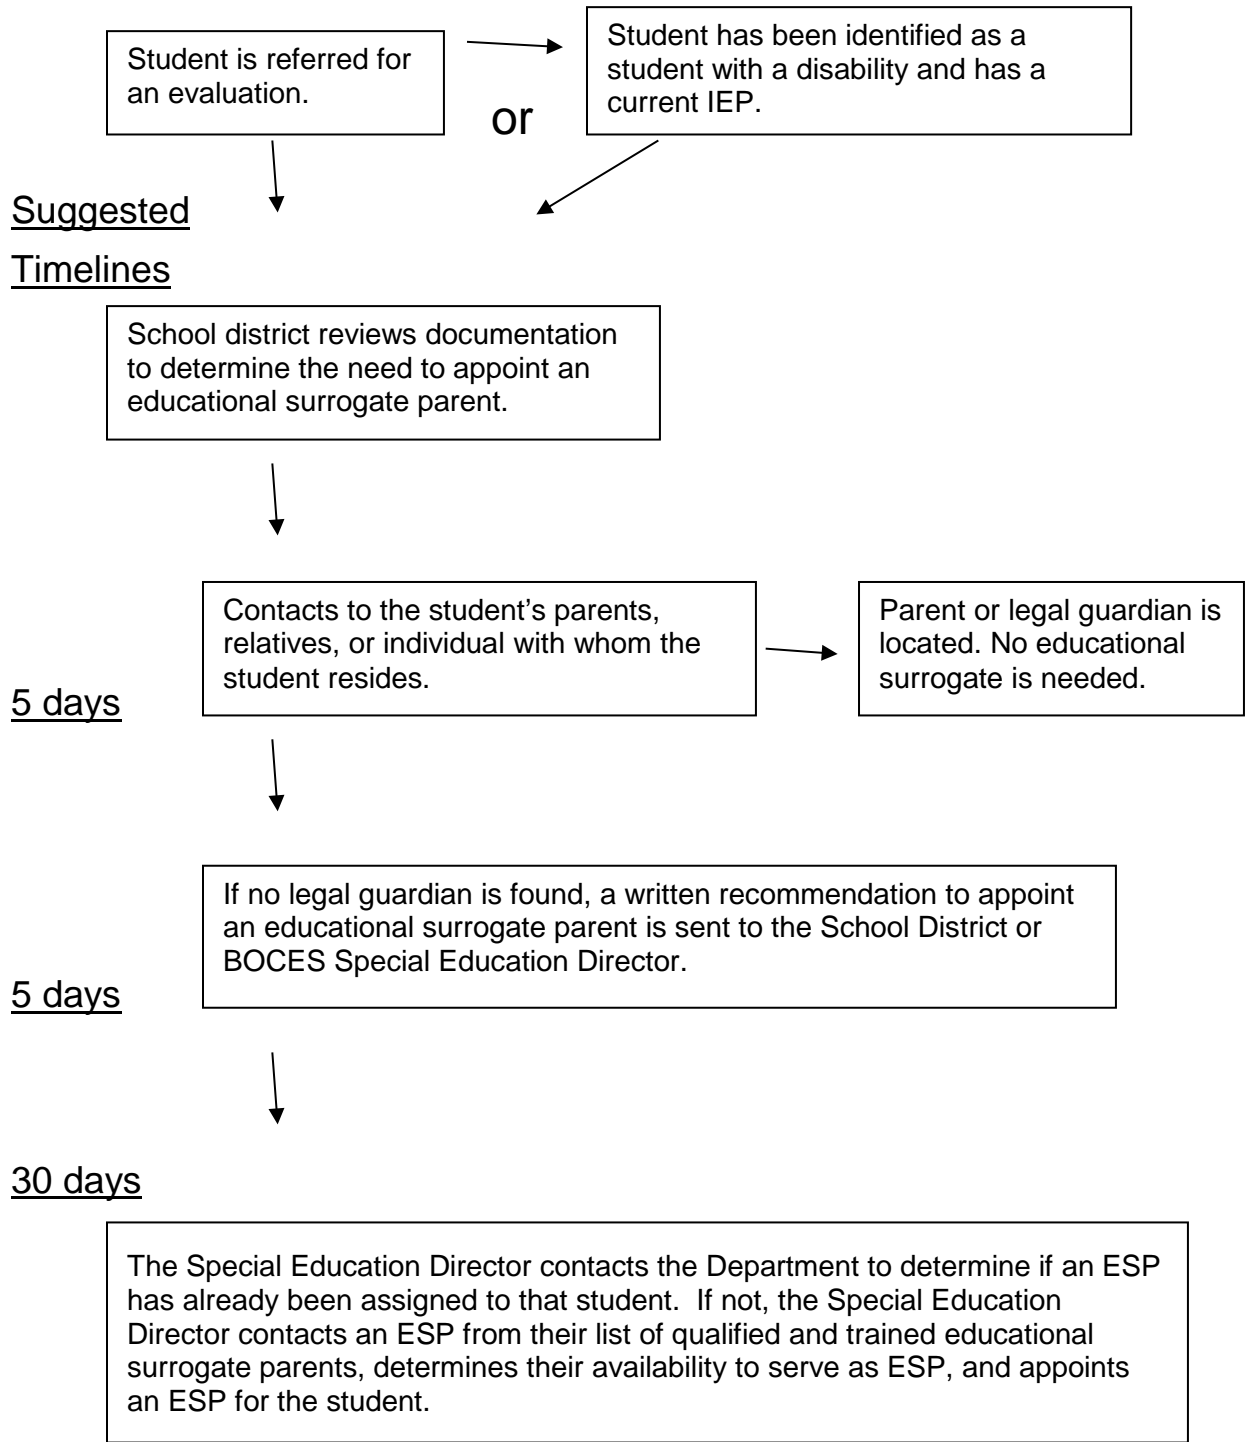 Student is referred for
an evaluation.
or
Student has been identified as a
student with a disability and has a
current IEP.
Suggested
Timelines
School district reviews documentation
to determine the need to appoint an
educational surrogate parent.
Contacts to the student’s parents,
relatives, or individual with whom the
student resides.
Parent or legal guardian is
located. No educational
surrogate is needed.
5 days
If no legal guardian is found, a written recommendation to appoint
an educational surrogate parent is sent to the School District or
BOCES Special Education Director.
5 days
30 days
The Special Education Director contacts the Department to determine if an ESP
has already been assigned to that student.  If not, the Special Education
Director contacts an ESP from their list of qualified and trained educational
surrogate parents, determines their availability to serve as ESP, and appoints
an ESP for the student.